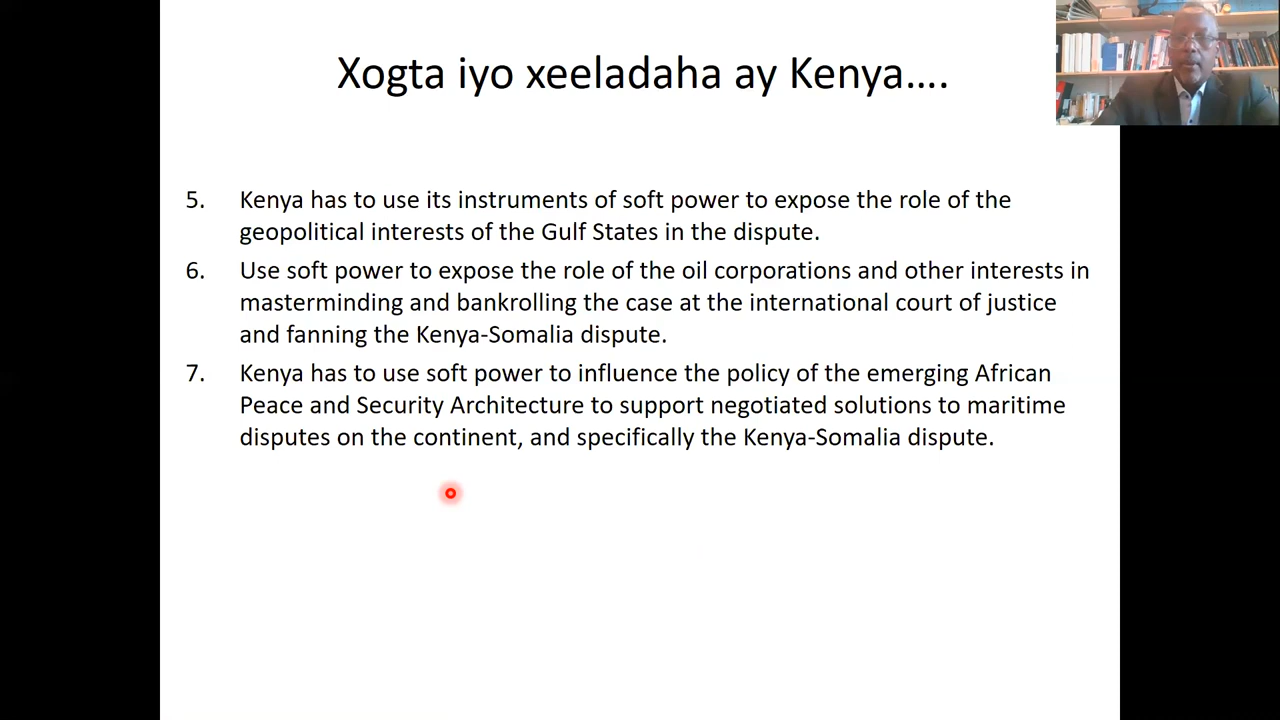 Xogta iyo xeeladaha ay Kenya....
5. Kenya has to use its instruments of soft power to expose the role of the
geopolitical interests of the Gulf States in the dispute.
6. Use soft power to expose the role of the oil corporations and other interests in
masterminding and bankrolling the case at the international court of justice
and fanning the Kenya-Somalia dispute.
7. Kenya has to use soft power to influence the policy of the emerging African
Peace and Security Architecture to support negotiated solutions to maritime
disputes on the continent, and specifically the Kenya-Somalia dispute.